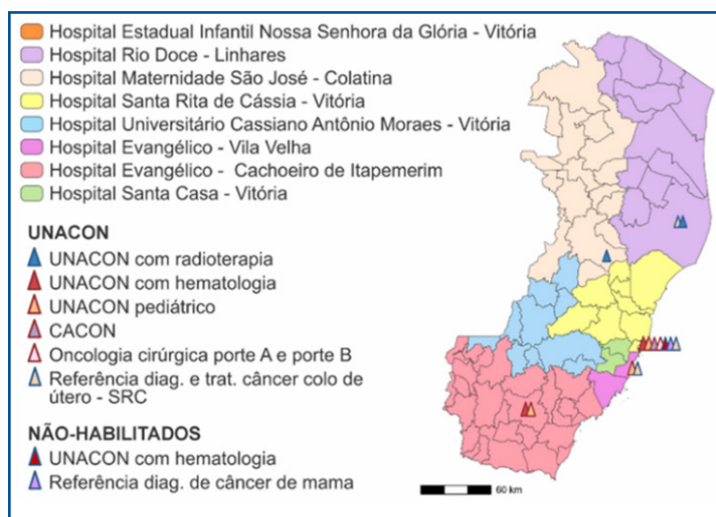 Hospital Estadual Infantil Nossa Senhora da Glória - Vitória
Hospital Rio Doce - Linhares
Hospital Maternidade São José - Colatina
Hospital Santa Rita de Cássia - Vitória
Hospital Universitário Cassiano Antônio Moraes - Vitória
Hospital Evangélico - Vila Velha
Hospital Evangélico - Cachoeiro de Itapemerim
Hospital Santa Casa - Vitória
UNACON
UNACON com radioterapia
UNACON com hematologia
UNACON pediátrico
CACON
Oncologia cirúrgica porte A e porte B
Referência diag. e trat. câncer colo de
útero - SRC
NÃO-HABILITADOS
UNACON com hematologia
Referência diag. de câncer de mama
60 km